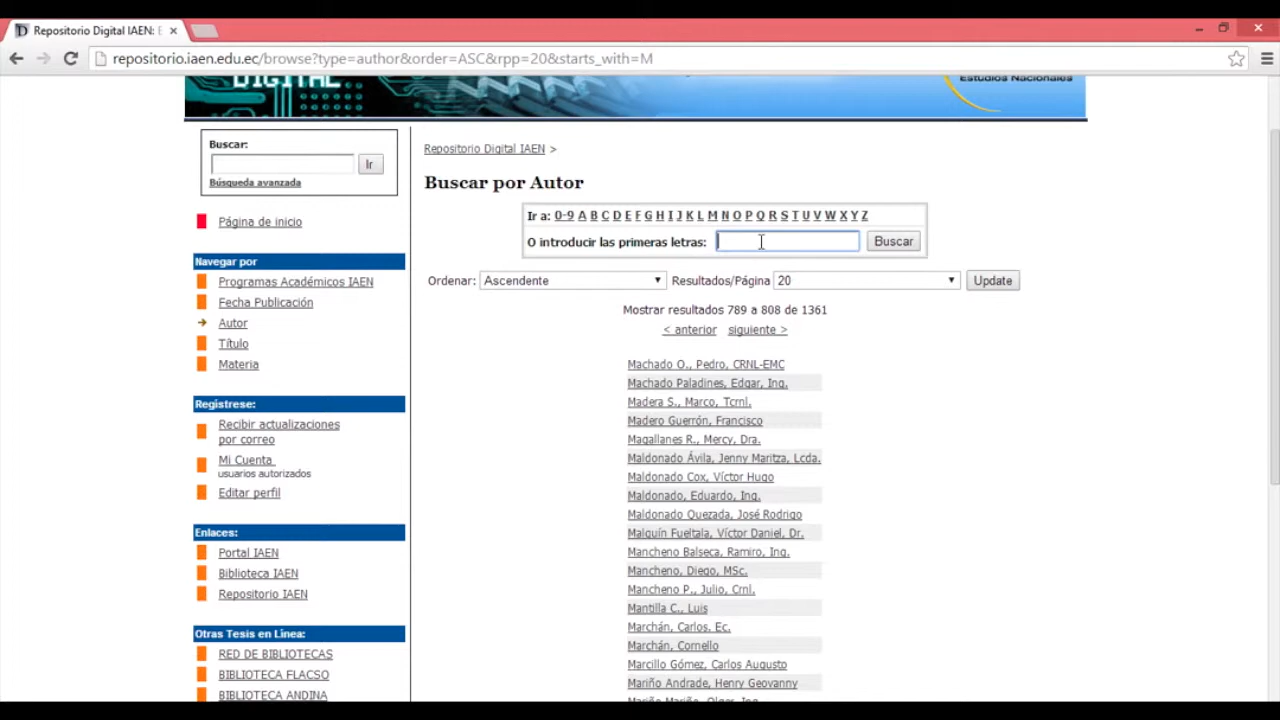 Repositorio Digital IAEN: E
repositorio.iaen.edu.ec/browse?type=author&order=ASC&rpp=20&starts_with=M
DIGITAL
Estudios Nacionales
Buscar:
Ir
Búsqueda avanzada
Página de inicio
Navegar por
Programas Académicos IAEN
Fecha Publicación
Autor
Título
Materia
Regístrese:
Recibir actualizaciones
por correo
Mi Cuenta
usuarios autorizados
Editar perfil
Enlaces:
Portal IAEN
Biblioteca IAEN
Repositorio IAEN
Otras Tesis en Línea:
RED DE BIBLIOTECAS
BIBLIOTECA FLACSO
BIBLIOTECA ANDINA
Repositorio Digital IAEN >
Buscar por Autor
Ir a: 0-9 A B C D E F G H I J K L M N O P Q R S T U V W X Y Z
O introducir las primeras letras:
Buscar
Ordenar: Ascendente Resultados/Página 20 Update
Mostrar resultados 789 a 808 de 1361
< anterior siguiente >
Machado O., Pedro, CRNL-EMC
Machado Paladines, Edgar, Ing.
Madera S., Marco, Tcrnl.
Madero Guerrón, Francisco
Magallanes R., Mercy, Dra.
Maldonado Ávila, Jenny Maritza, Lcda.
Maldonado Cox, Víctor Hugo
Maldonado, Eduardo, Ing.
Maldonado Quezada, José Rodrigo
Malquín Fueltala, Víctor Daniel, Dr.
Mancheno Balseca, Ramiro, Ing.
Mancheno, Diego, MSc.
Mancheno P., Julio, Crnl.
Mantilla C., Luis
Marchán, Carlos, Ec.
Marchán, Cornello
Marcillo Gómez, Carlos Augusto
Mariño Andrade, Henry Geovanny
Mariño Mariño, Olger, Ing.